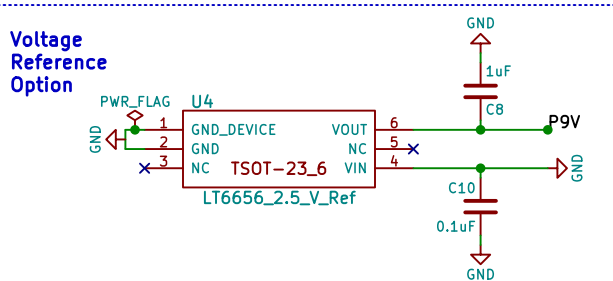 Voltage
Reference
Option
GND
1uF
C8
P9V
PWR_FLAG
U4
GND
1 GND_DEVICE VOUT 6
2 GND NC 5
3 NC TSOT-23_6 VIN 4
LT6656_2.5_V_Ref
GND
C10
0.1uF
GND